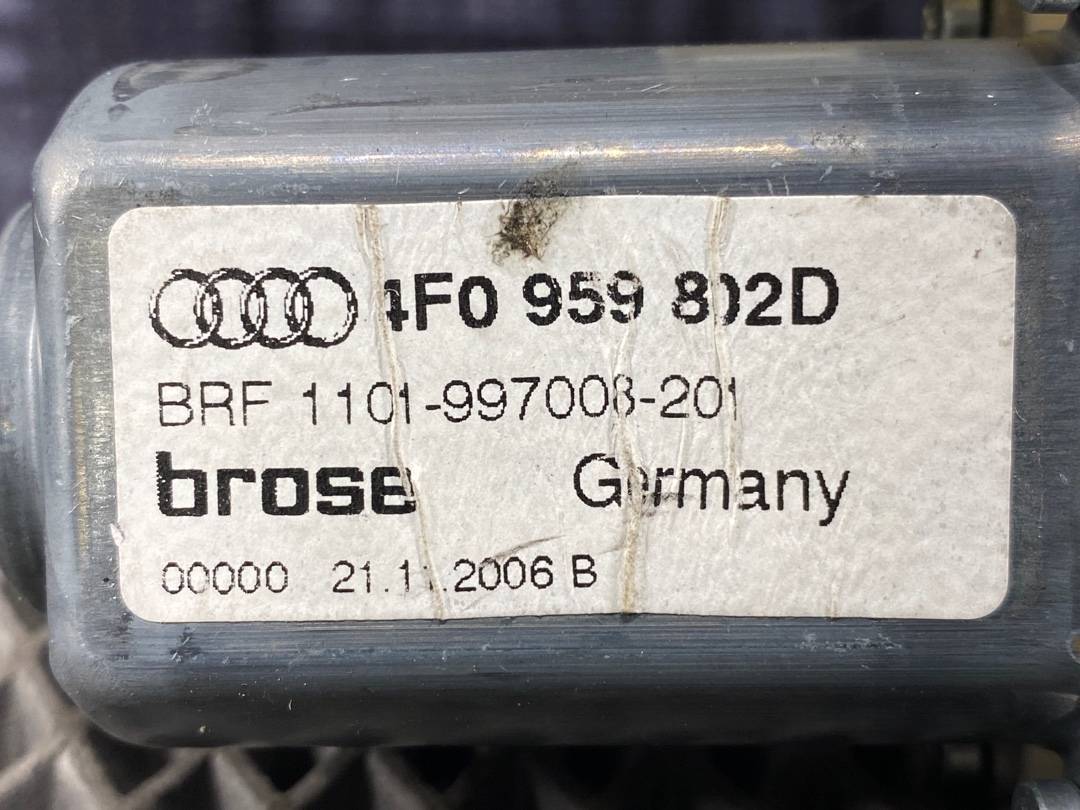 4F0 959 802D
BRF 1101-997008-201
brose Germany
00000 21.11.2006 B